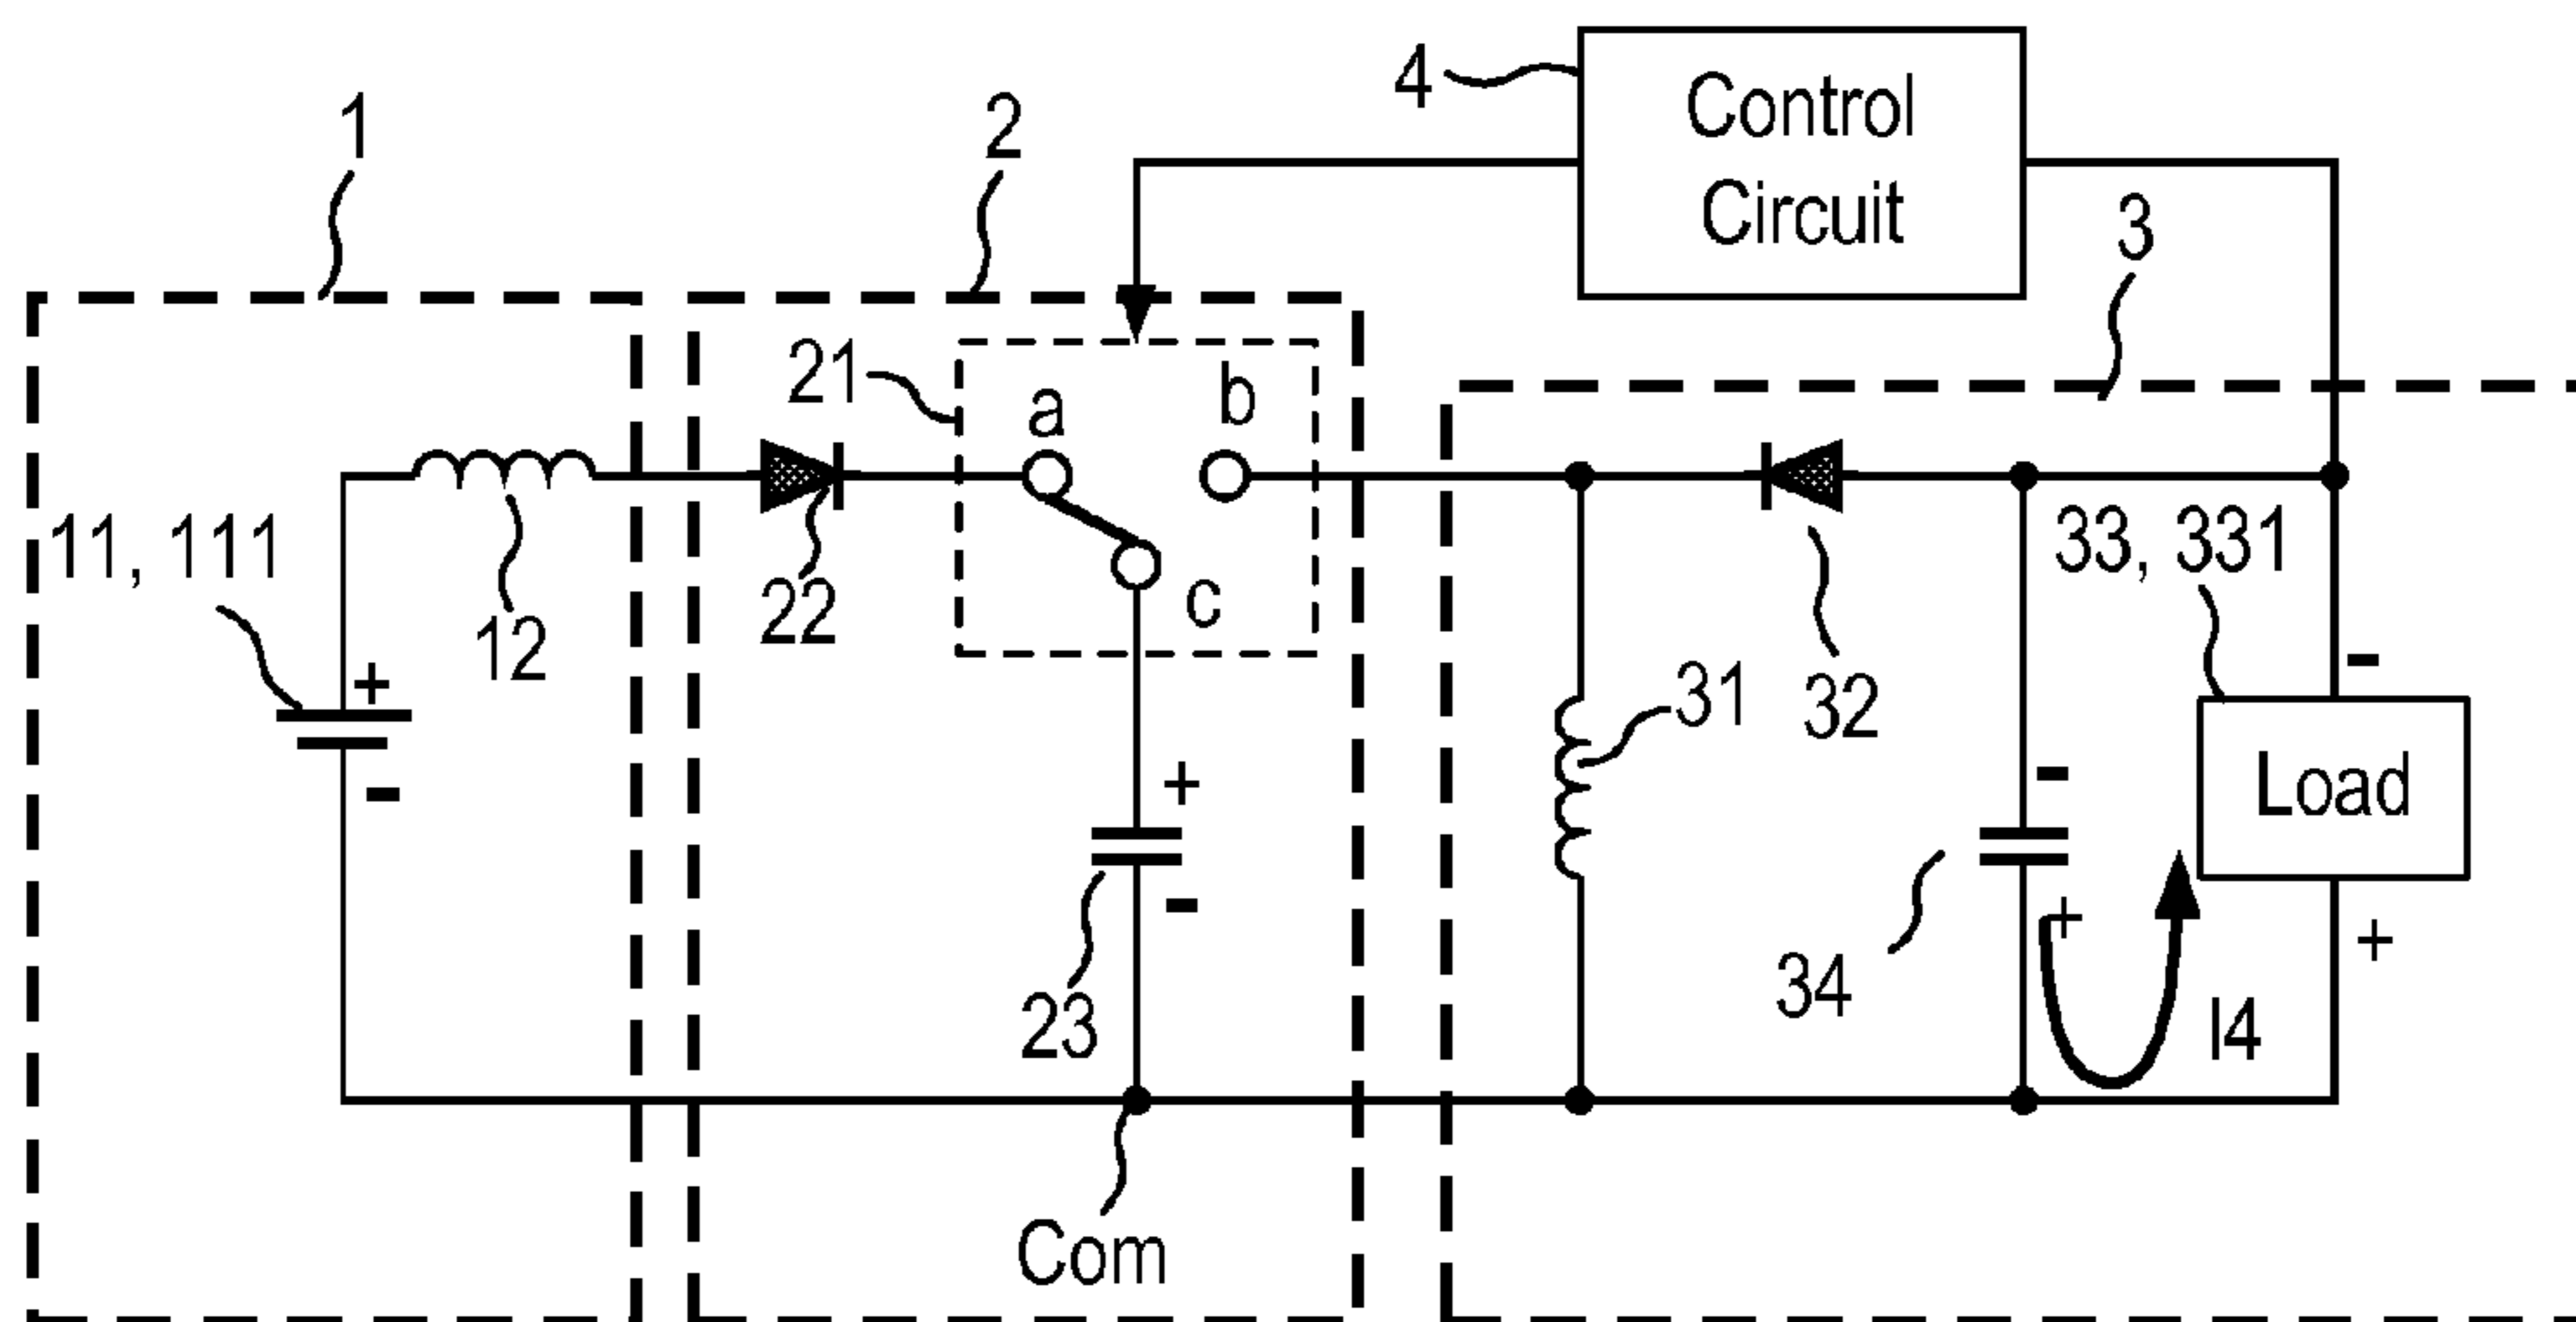 1
2
4
Control
Circuit
3
21
a
b
c
11, 111
12
22
+
-
33, 331
-
31
32
-
Load
+
-
23
34
+
+
I4
Com